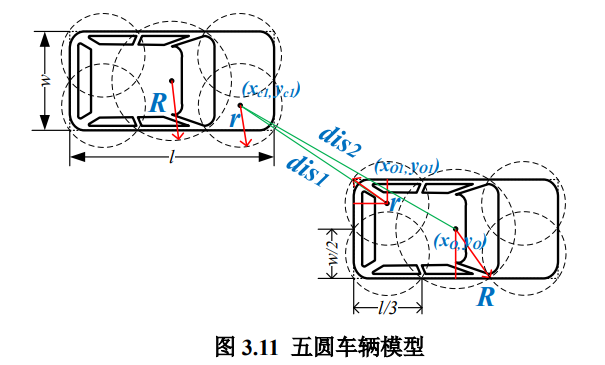 w
R
r
(x_{c1},y_{c1})
l
dis1
dis2
(x_{O1},y_{O1})
r
(x_O,y_O)
w/2
R
l/3
图 3.11 五圆车辆模型